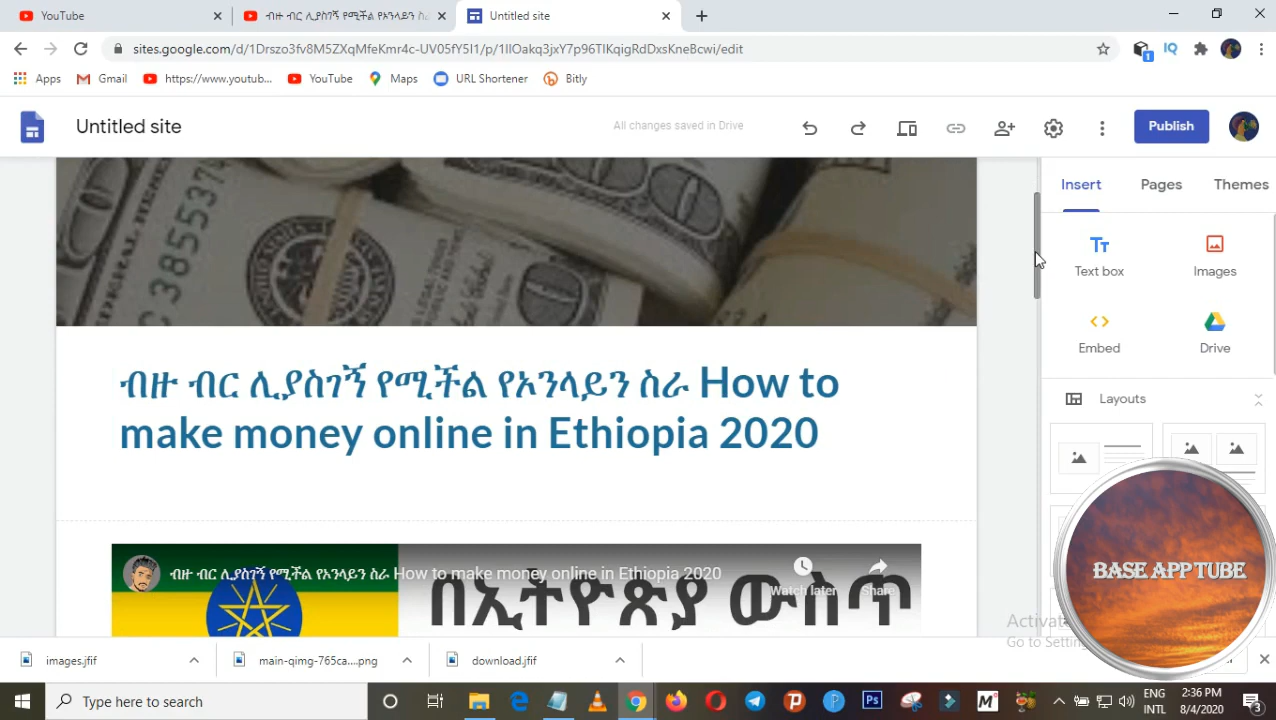 YouTube
ብዙ ብር ሊያስገኝ የሚችል የኦንላይን ስራ
Untitled site
sites.google.com/d/1Drszo3fv8M5ZXqMfeKmr4c-UV05fY5I1/p/1IlOakq3jxY7p96TIKqigRdDxsKneBcwi/edit
Apps
Gmail
https://www.youtub...
YouTube
Maps
URL Shortener
Bitly
Untitled site
All changes saved in Drive
Publish
Insert
Pages
Themes
Text box
Images
Embed
Drive
Layouts
ብዙ ብር ሊያስገኝ የሚችል የኦንላይን ስራ How to
make money online in Ethiopia 2020
ብዙ ብር ሊያስገኝ የሚችል የኦንላይን ስራ How to make money online in Ethiopia 2020
Watch later
Share
በኢትዮጵያ ውስጥ
BASE APP TUBE
Activat
Go to Setting
images.jfif
main-qimg-765ca....png
download.jfif
Type here to search
ENG
INTL
2:36 PM
8/4/2020
3